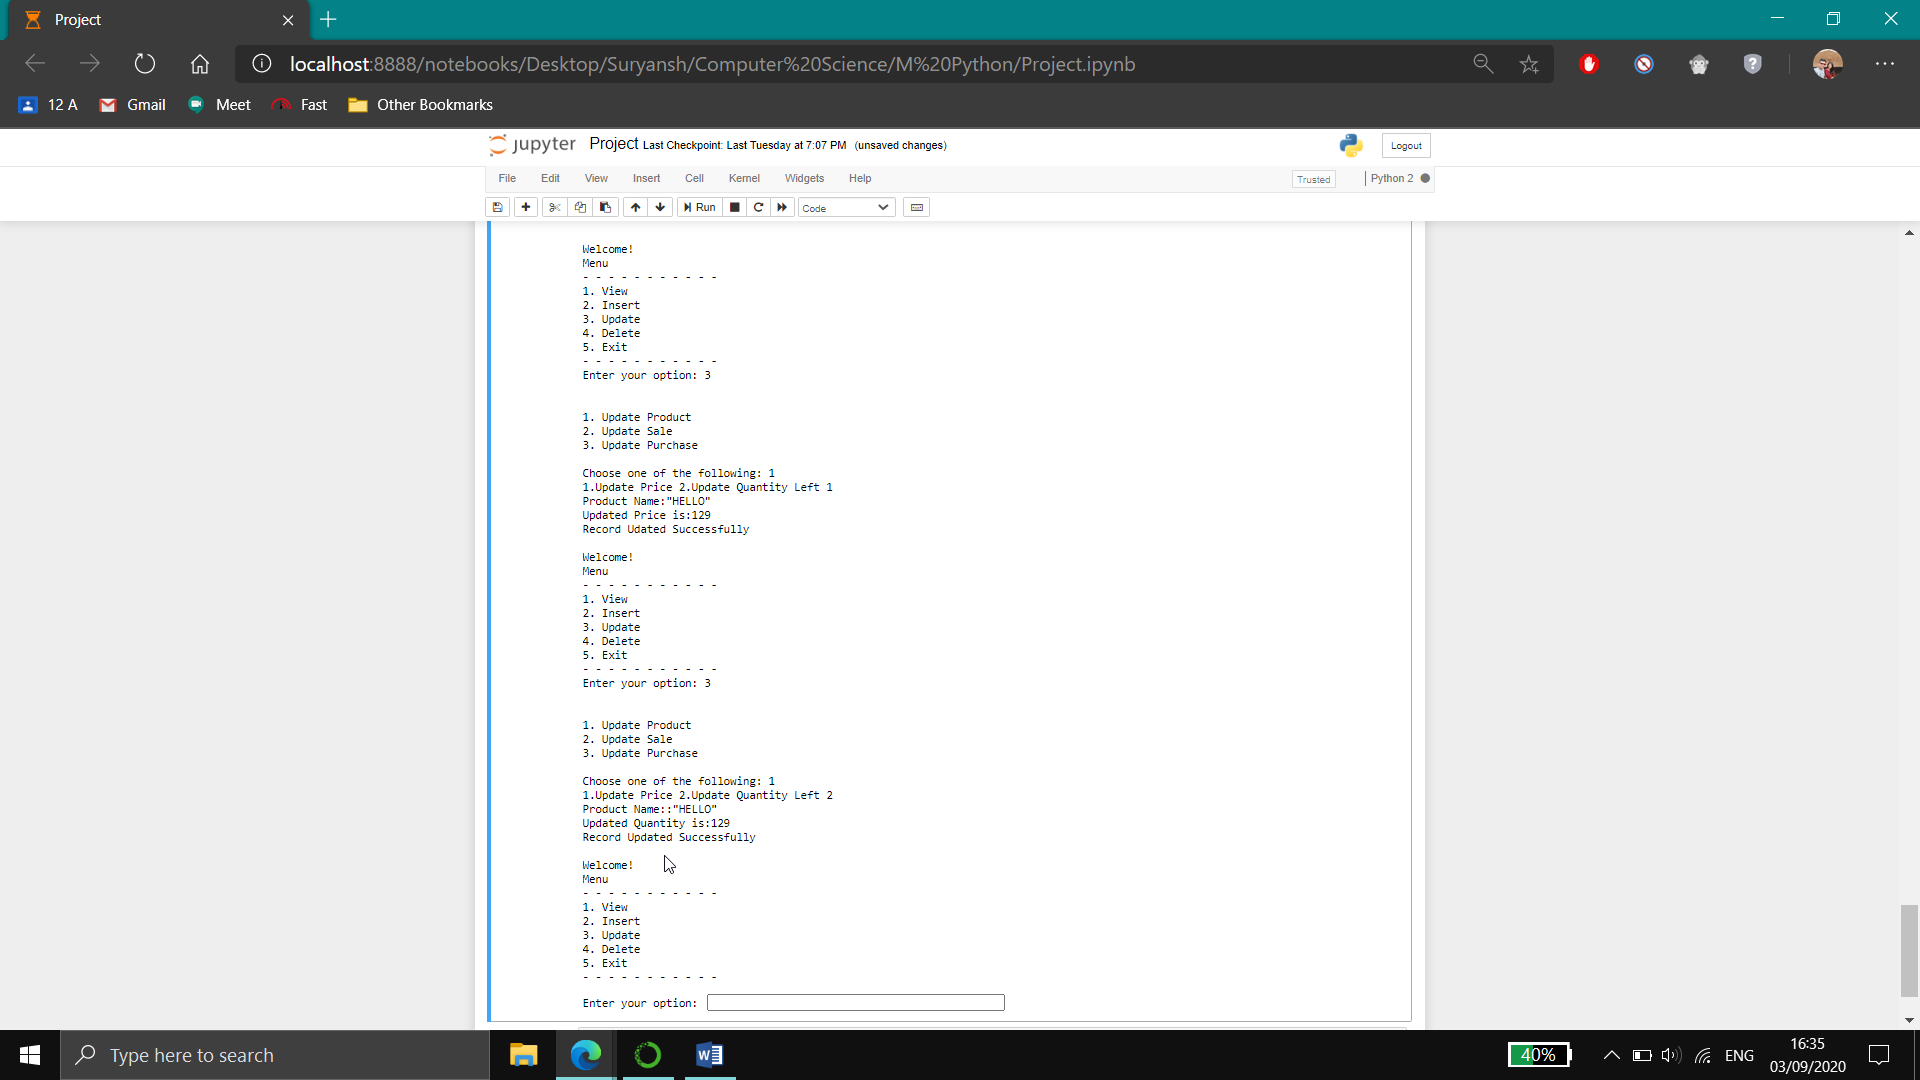 Project
localhost:8888/notebooks/Desktop/Suryansh/Computer%20Science/M%20Python/Project.ipynb
12 A Gmail Meet Fast Other Bookmarks
jupyter Project Last Checkpoint: Last Tuesday at 7:07 PM (unsaved changes) Logout
File Edit View Insert Cell Kernel Widgets Help Trusted Python 2
Run Code
Welcome!
Menu
- - - - - - - - - - -
1. View
2. Insert
3. Update
4. Delete
5. Exit
- - - - - - - - - - -
Enter your option: 3
1. Update Product
2. Update Sale
3. Update Purchase
Choose one of the following: 1
1.Update Price 2.Update Quantity Left 1
Product Name:"HELLO"
Updated Price is:129
Record Udated Successfully
Welcome!
Menu
- - - - - - - - - - -
1. View
2. Insert
3. Update
4. Delete
5. Exit
- - - - - - - - - - -
Enter your option: 3
1. Update Product
2. Update Sale
3. Update Purchase
Choose one of the following: 1
1.Update Price 2.Update Quantity Left 2
Product Name::"HELLO"
Updated Quantity is:129
Record Updated Successfully
Welcome!
Menu
- - - - - - - - - - -
1. View
2. Insert
3. Update
4. Delete
5. Exit
- - - - - - - - - - -
Enter your option:
Type here to search
40%
ENG
16:35
03/09/2020